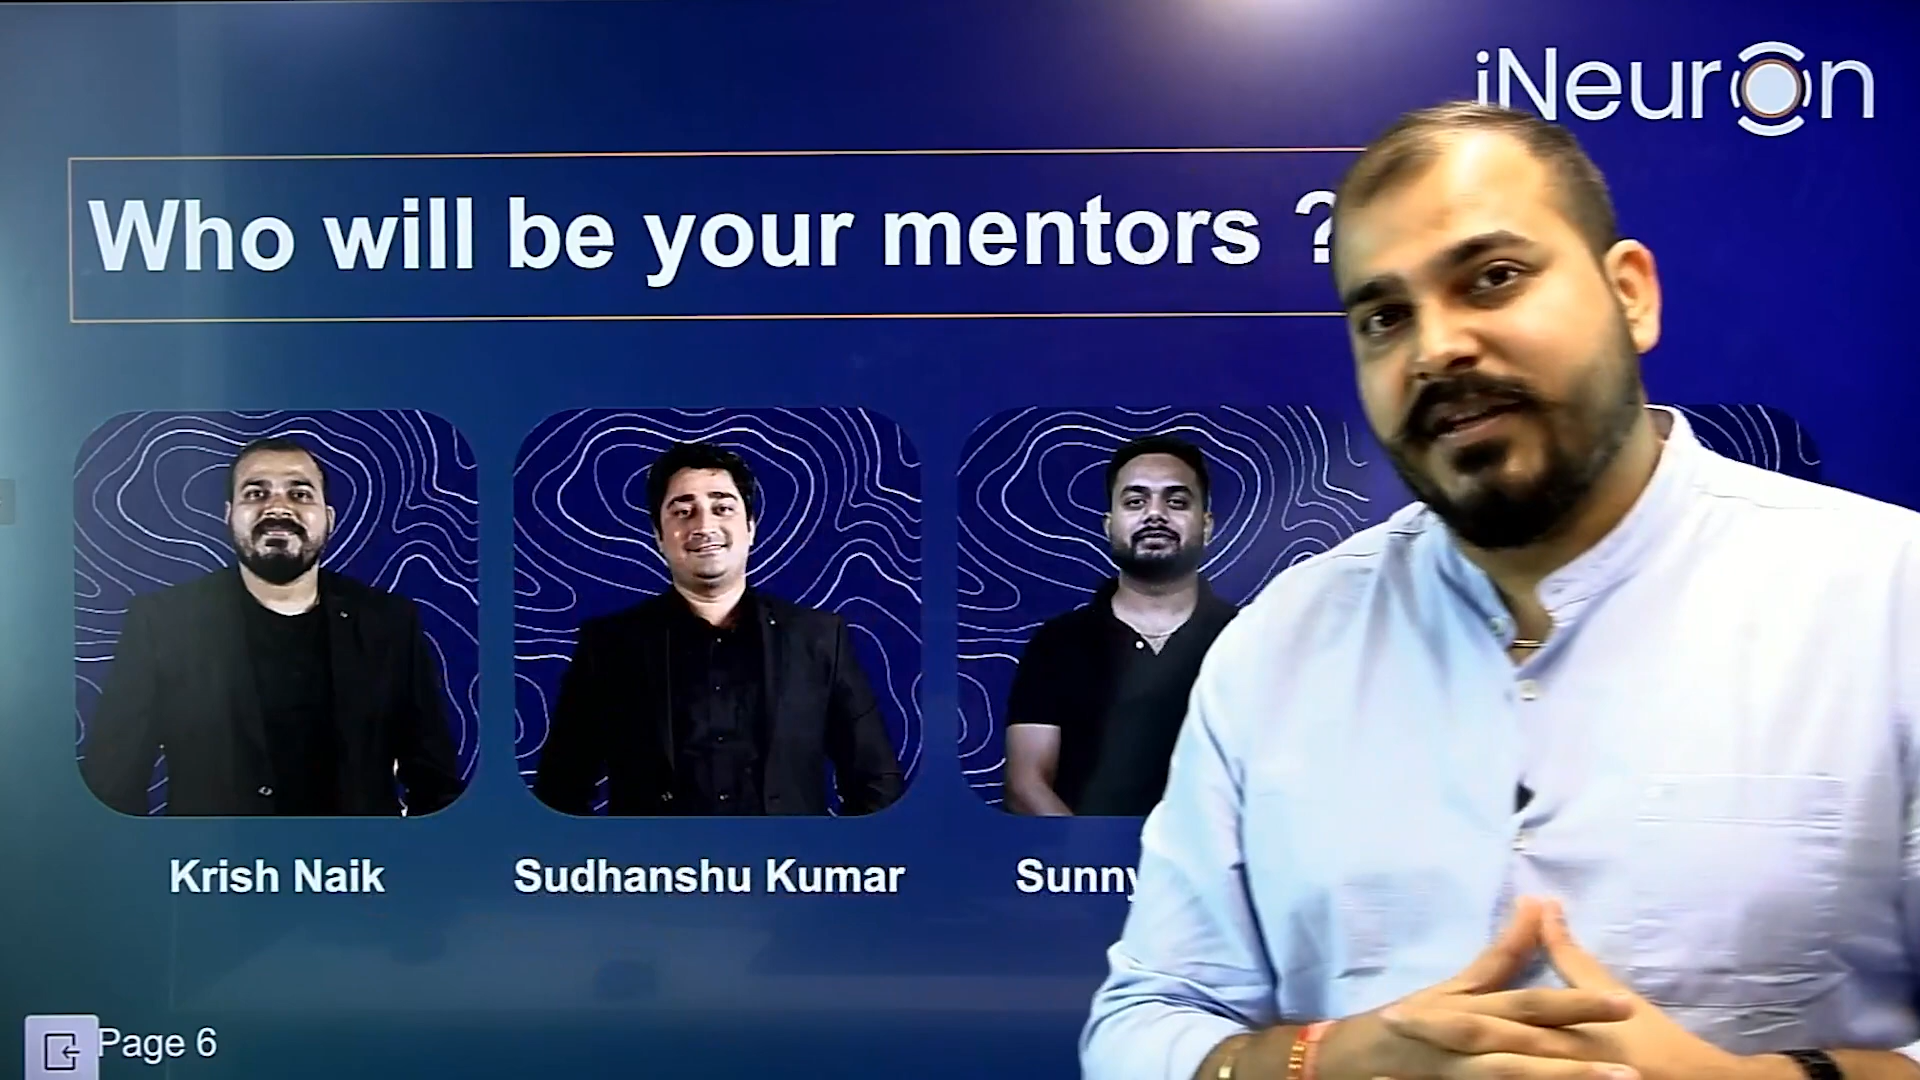 iNeuron
Who will be your mentors ?
Krish Naik
Sudhanshu Kumar
Sunny
Page 6